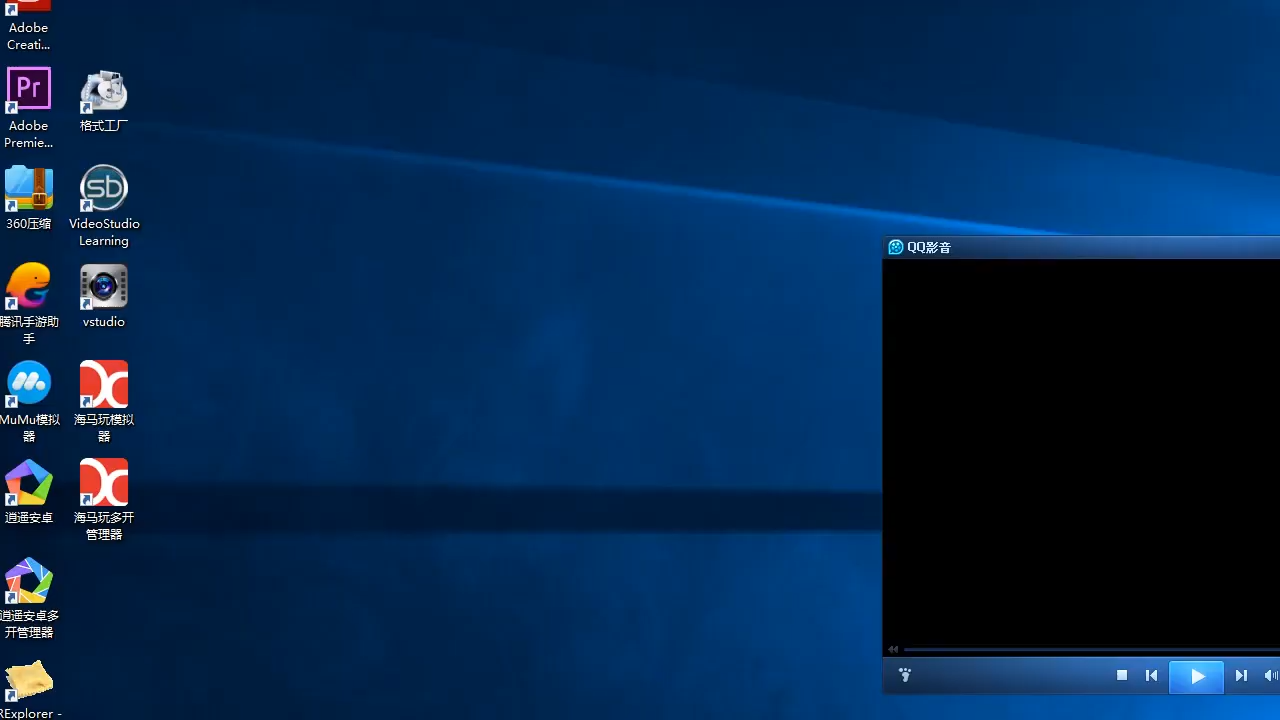 Adobe
Creati...
Pr
Adobe
Premie...
格式工厂
360压缩
sb
VideoStudio
Learning
腾讯手游助
手
vstudio
MuMu模拟
器
海马玩模拟
器
逍遥安卓
海马玩多开
管理器
逍遥安卓多
开管理器
RExplorer -
QQ影音